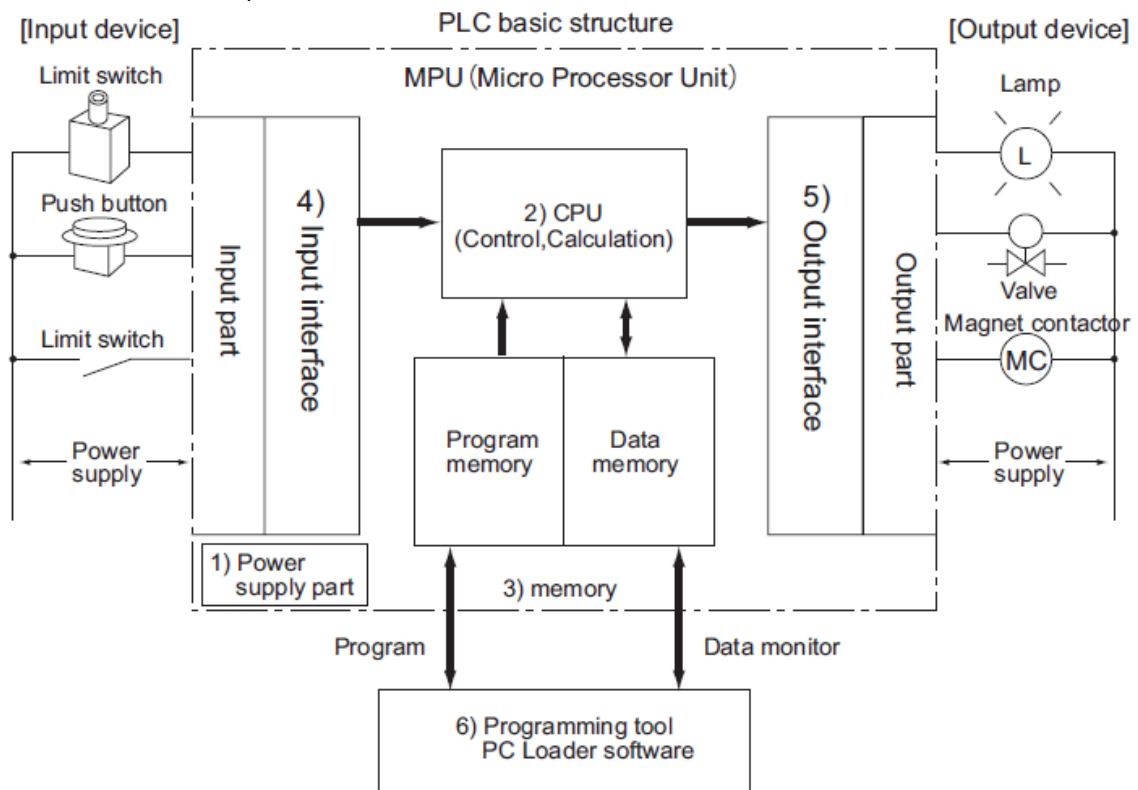 PLC basic structure
[Input device]
[Output device]
MPU (Micro Processor Unit)
Limit switch
Push button
Limit switch
Power
supply
Input part
4) Input interface
2) CPU
(Control,Calculation)
Program
memory
Data
memory
5) Output interface
Output part
Lamp
L
Valve
Magnet contactor
MC
Power
supply
1) Power
supply part
3) memory
Program
Data monitor
6) Programming tool
PC Loader software